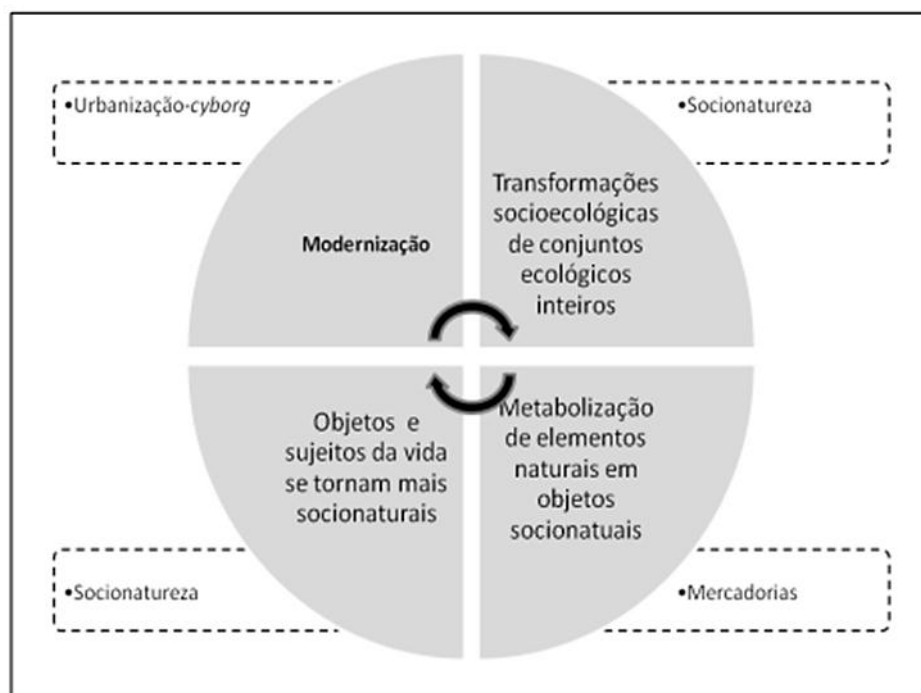 •Urbanização-cyborg
•Socionatureza
Modernização
Transformações
socioecológicas
de conjuntos
ecológicos
inteiros
Objetos e
sujeitos da vida
se tornam mais
socionaturais
Metabolização
de elementos
naturais em
objetos
socionatuais
•Socionatureza
•Mercadorias